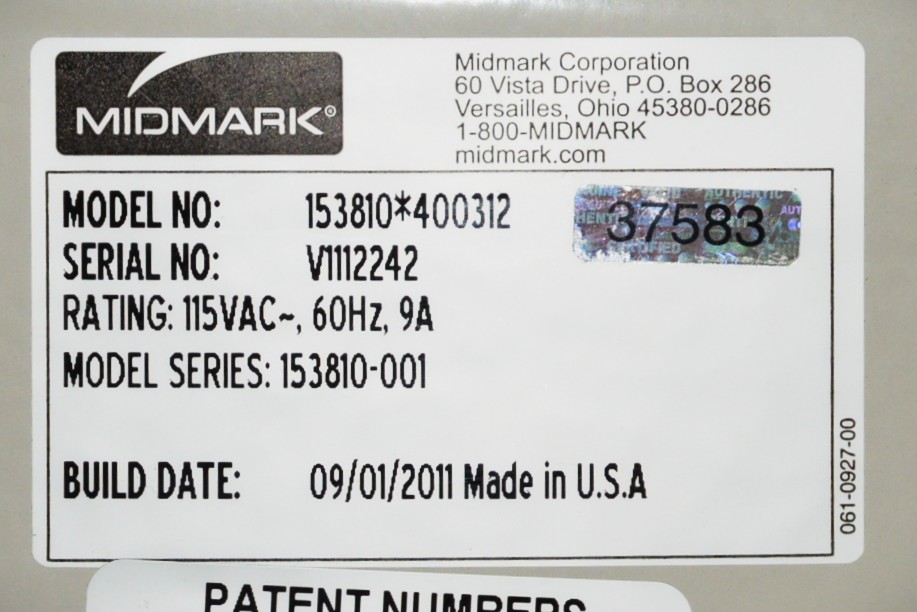 MIDMARK®
Midmark Corporation
60 Vista Drive, P.O. Box 286
Versailles, Ohio 45380-0286
1-800-MIDMARK
midmark.com
MODEL NO: 153810*400312
37583
SERIAL NO: V1112242
RATING: 115VAC~, 60Hz, 9A
MODEL SERIES: 153810-001
BUILD DATE: 09/01/2011 Made in U.S.A
061-0927-00
PATENT NUMBERS